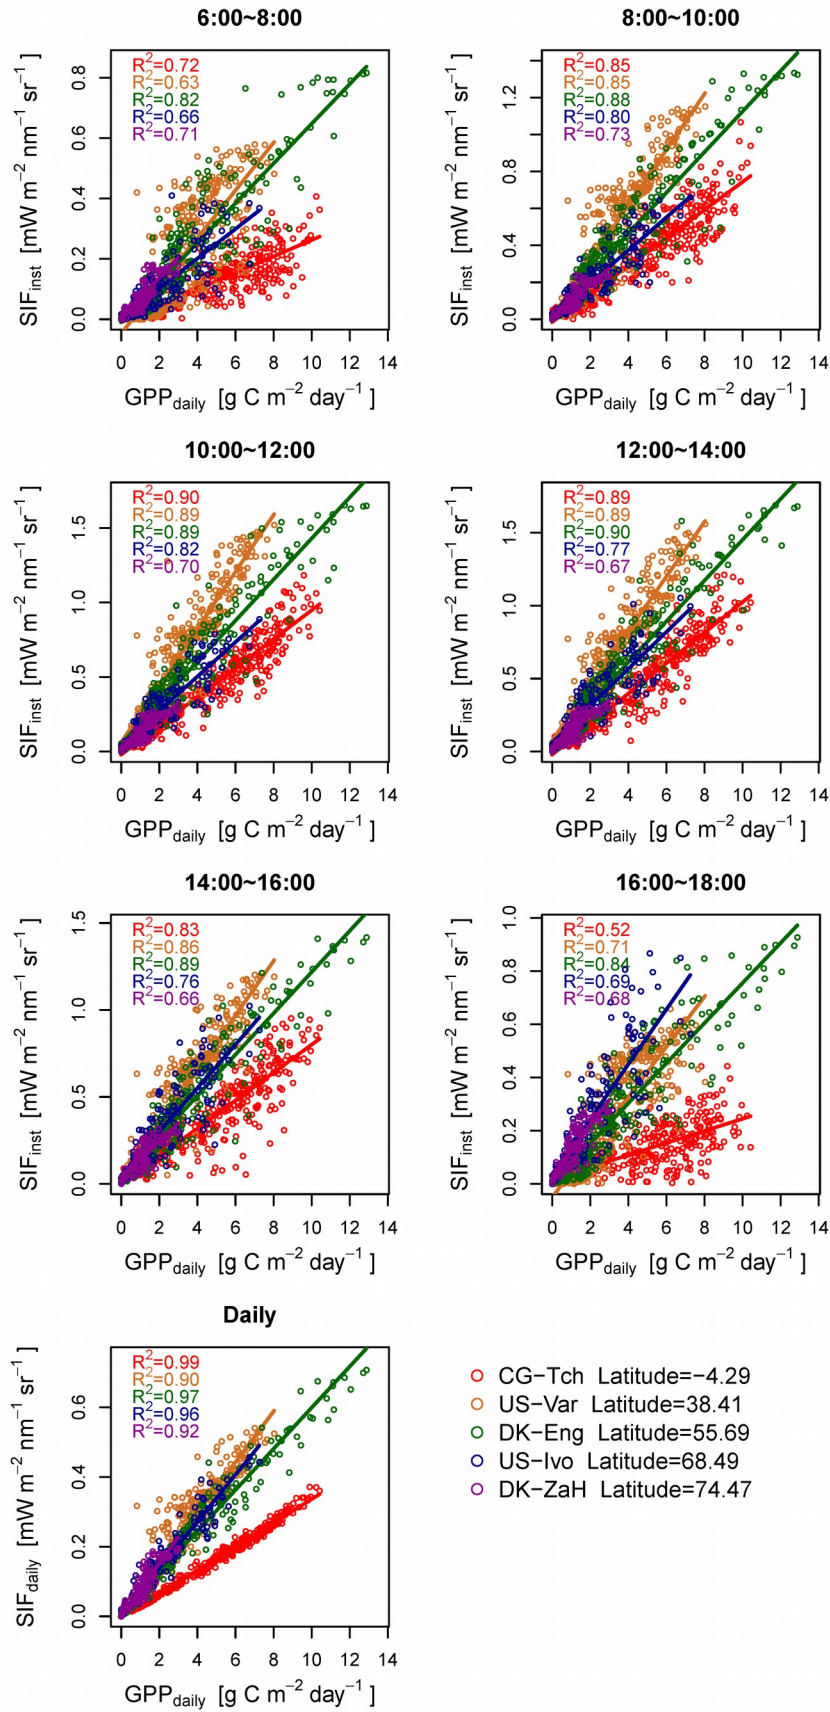 6:00~8:00
SIFinst [mW m−2 nm−1 sr−1 ]
0.8
0.6
0.4
0.2
0.0
R2=0.72
R2=0.63
R2=0.82
R2=0.66
R2=0.71
0 2 4 6 8 10 12 14
GPPdaily [g C m−2 day−1 ]
8:00~10:00
SIFinst [mW m−2 nm−1 sr−1 ]
1.2
0.8
0.4
0.0
R2=0.85
R2=0.85
R2=0.88
R2=0.80
R2=0.73
0 2 4 6 8 10 12 14
GPPdaily [g C m−2 day−1 ]
10:00~12:00
SIFinst [mW m−2 nm−1 sr−1 ]
1.5
1.0
0.5
0.0
R2=0.90
R2=0.89
R2=0.89
R2=0.82
R2=0.70
0 2 4 6 8 10 12 14
GPPdaily [g C m−2 day−1 ]
12:00~14:00
SIFinst [mW m−2 nm−1 sr−1 ]
1.5
1.0
0.5
0.0
R2=0.89
R2=0.89
R2=0.90
R2=0.77
R2=0.67
0 2 4 6 8 10 12 14
GPPdaily [g C m−2 day−1 ]
14:00~16:00
SIFinst [mW m−2 nm−1 sr−1 ]
1.5
1.0
0.5
0.0
R2=0.83
R2=0.86
R2=0.89
R2=0.76
R2=0.66
0 2 4 6 8 10 12 14
GPPdaily [g C m−2 day−1 ]
16:00~18:00
SIFinst [mW m−2 nm−1 sr−1 ]
1.0
0.8
0.6
0.4
0.2
0.0
R2=0.52
R2=0.71
R2=0.84
R2=0.69
R2=0.68
0 2 4 6 8 10 12 14
GPPdaily [g C m−2 day−1 ]
Daily
SIFdaily [mW m−2 nm−1 sr−1 ]
0.6
0.4
0.2
0.0
R2=0.99
R2=0.90
R2=0.97
R2=0.96
R2=0.92
0 2 4 6 8 10 12 14
GPPdaily [g C m−2 day−1 ]
CG−Tch Latitude=−4.29
US−Var Latitude=38.41
DK−Eng Latitude=55.69
US−Ivo Latitude=68.49
DK−ZaH Latitude=74.47